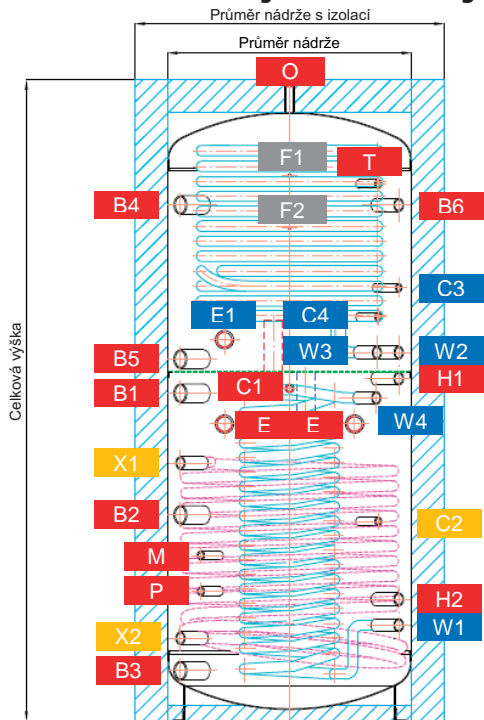 Průměr nádrže s izolací
Průměr nádrže
O
F1
T
B4
F2
B6
C3
E1
C4
Celková výška
B5
W3
W2
C1
H1
B1
E
E
W4
X1
B2
C2
M
P
H2
X2
W1
B3